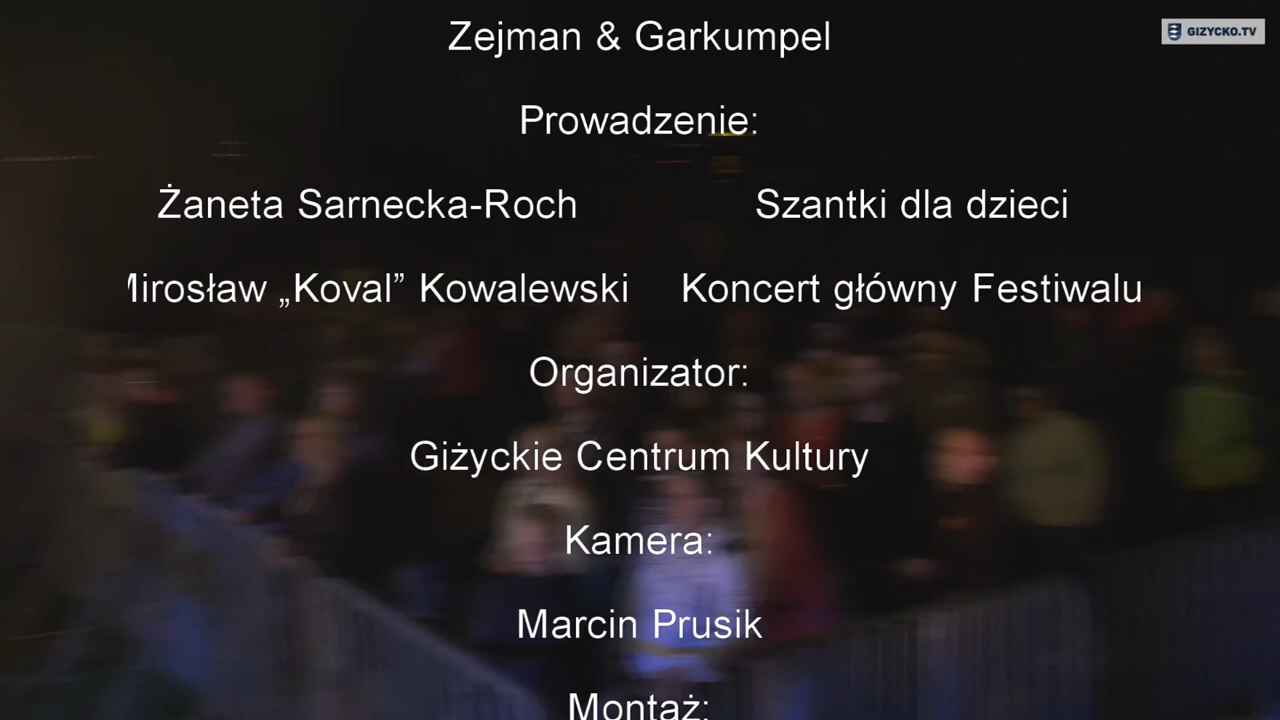 Zejman & Garkumpel
GIZYCKO.TV
Prowadzenie:
Żaneta Sarnecka-Roch Szantki dla dzieci
Mirosław „Koval” Kowalewski Koncert główny Festiwalu
Organizator:
Giżyckie Centrum Kultury
Kamera:
Marcin Prusik
Montaż: